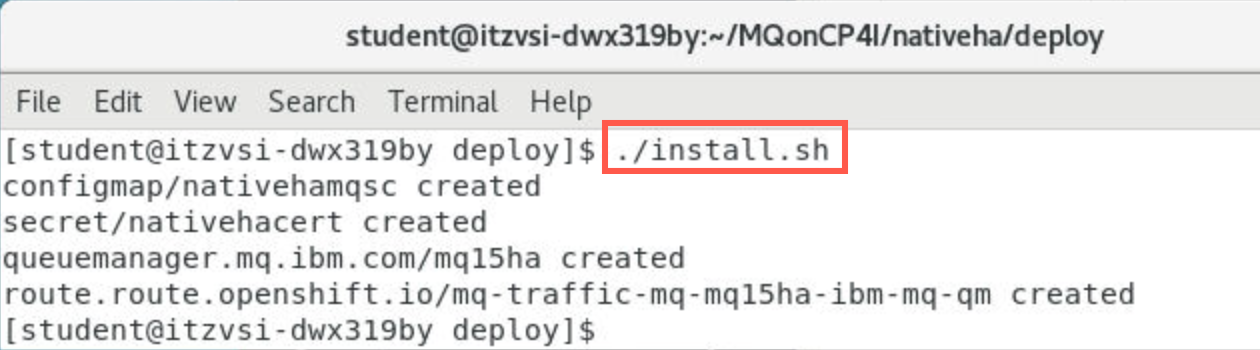 student@itzvsi-dwx319by:~/MQonCP4I/nativeha/deploy
File Edit View Search Terminal Help
[student@itzvsi-dwx319by deploy]$ ./install.sh
configmap/nativehamqsc created
secret/nativehacert created
queuemanager.mq.ibm.com/mq15ha created
route.route.openshift.io/mq-traffic-mq-mq15ha-ibm-mq-qm created
[student@itzvsi-dwx319by deploy]$